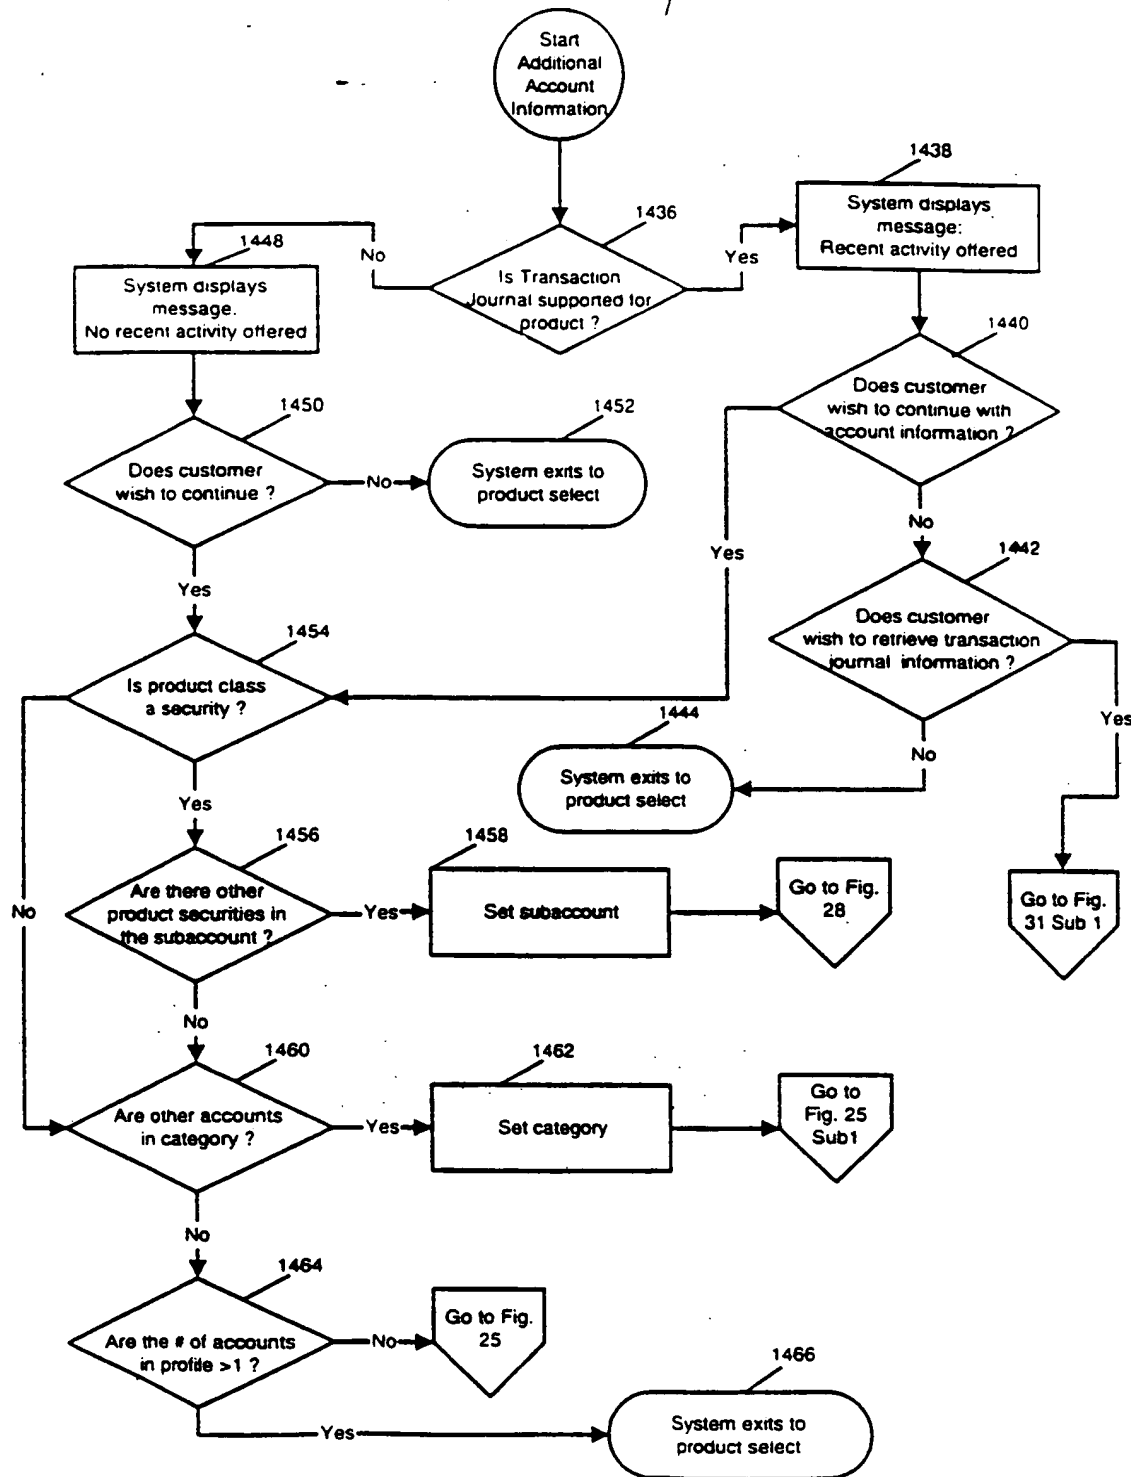 Start
Additional
Account
Information
1438
System displays
message:
Recent activity offered
1436
Is Transaction
Journal supported for
product ?
No
Yes
1448
System displays
message.
No recent activity offered
1440
Does customer
wish to continue with
account information ?
1450
Does customer
wish to continue ?
No
1452
System exits to
product select
No
Yes
1442
Does customer
wish to retrieve transaction
journal information ?
Yes
1454
Is product class
a security ?
1444
System exits to
product select
No
Yes
Yes
1456
Are there other
product securities in
the subaccount ?
Yes
1458
Set subaccount
Go to Fig.
28
Go to Fig.
31 Sub 1
No
No
1460
Are other accounts
in category ?
Yes
1462
Set category
Go to
Fig. 25
Sub1
No
1464
Are the # of accounts
in profile >1 ?
No
Go to Fig.
25
1466
Yes
System exits to
product select